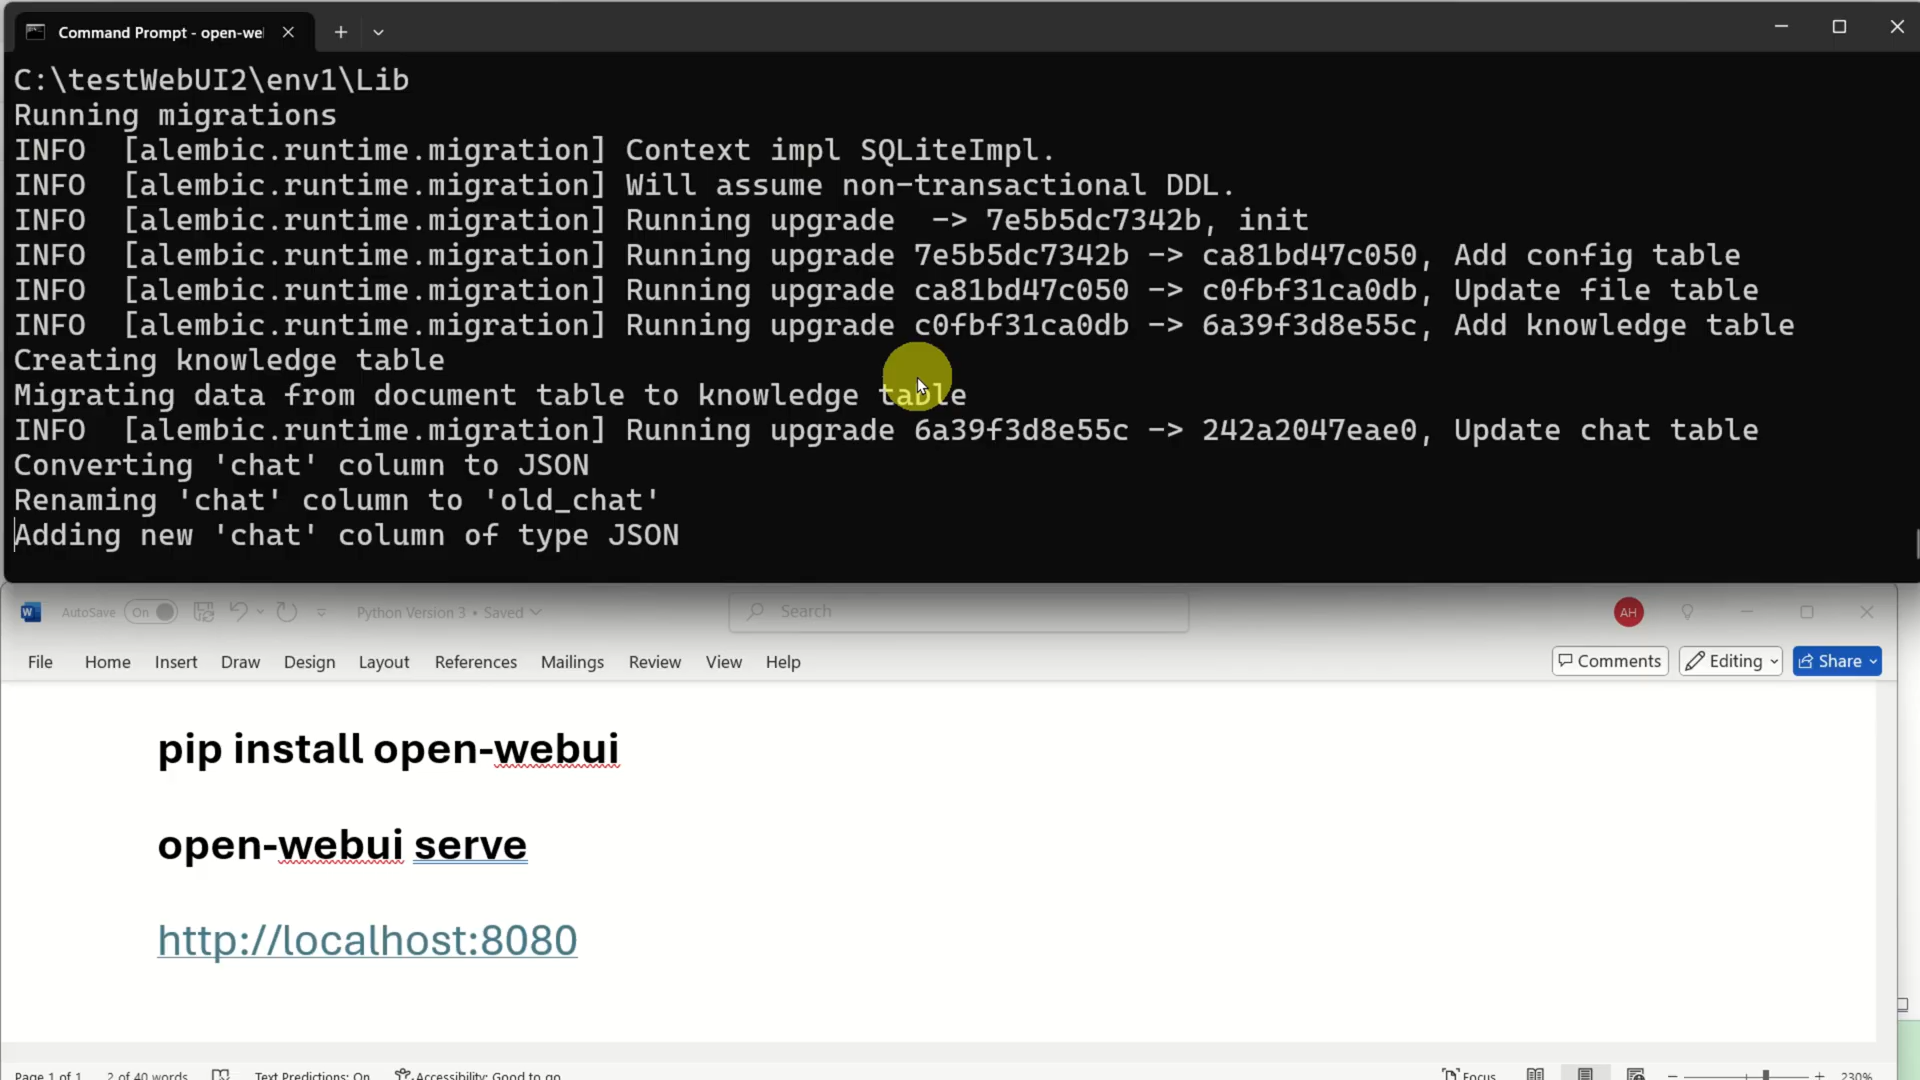 Command Prompt - open-we
C:\testWebUI2\env1\Lib
Running migrations
INFO  [alembic.runtime.migration] Context impl SQLiteImpl.
INFO  [alembic.runtime.migration] Will assume non-transactional DDL.
INFO  [alembic.runtime.migration] Running upgrade  -> 7e5b5dc7342b, init
INFO  [alembic.runtime.migration] Running upgrade 7e5b5dc7342b -> ca81bd47c050, Add config table
INFO  [alembic.runtime.migration] Running upgrade ca81bd47c050 -> c0fbf31ca0db, Update file table
INFO  [alembic.runtime.migration] Running upgrade c0fbf31ca0db -> 6a39f3d8e55c, Add knowledge table
Creating knowledge table
Migrating data from document table to knowledge table
INFO  [alembic.runtime.migration] Running upgrade 6a39f3d8e55c -> 242a2047eae0, Update chat table
Converting 'chat' column to JSON
Renaming 'chat' column to 'old_chat'
Adding new 'chat' column of type JSON
AutoSave On Python Version 3 • Saved Search AH
File Home Insert Draw Design Layout References Mailings Review View Help Comments Editing Share
pip install open-webui
open-webui serve
http://localhost:8080
Page 1 of 1 2 of 40 words Text Predictions: On Accessibility: Good to go Focus 230%